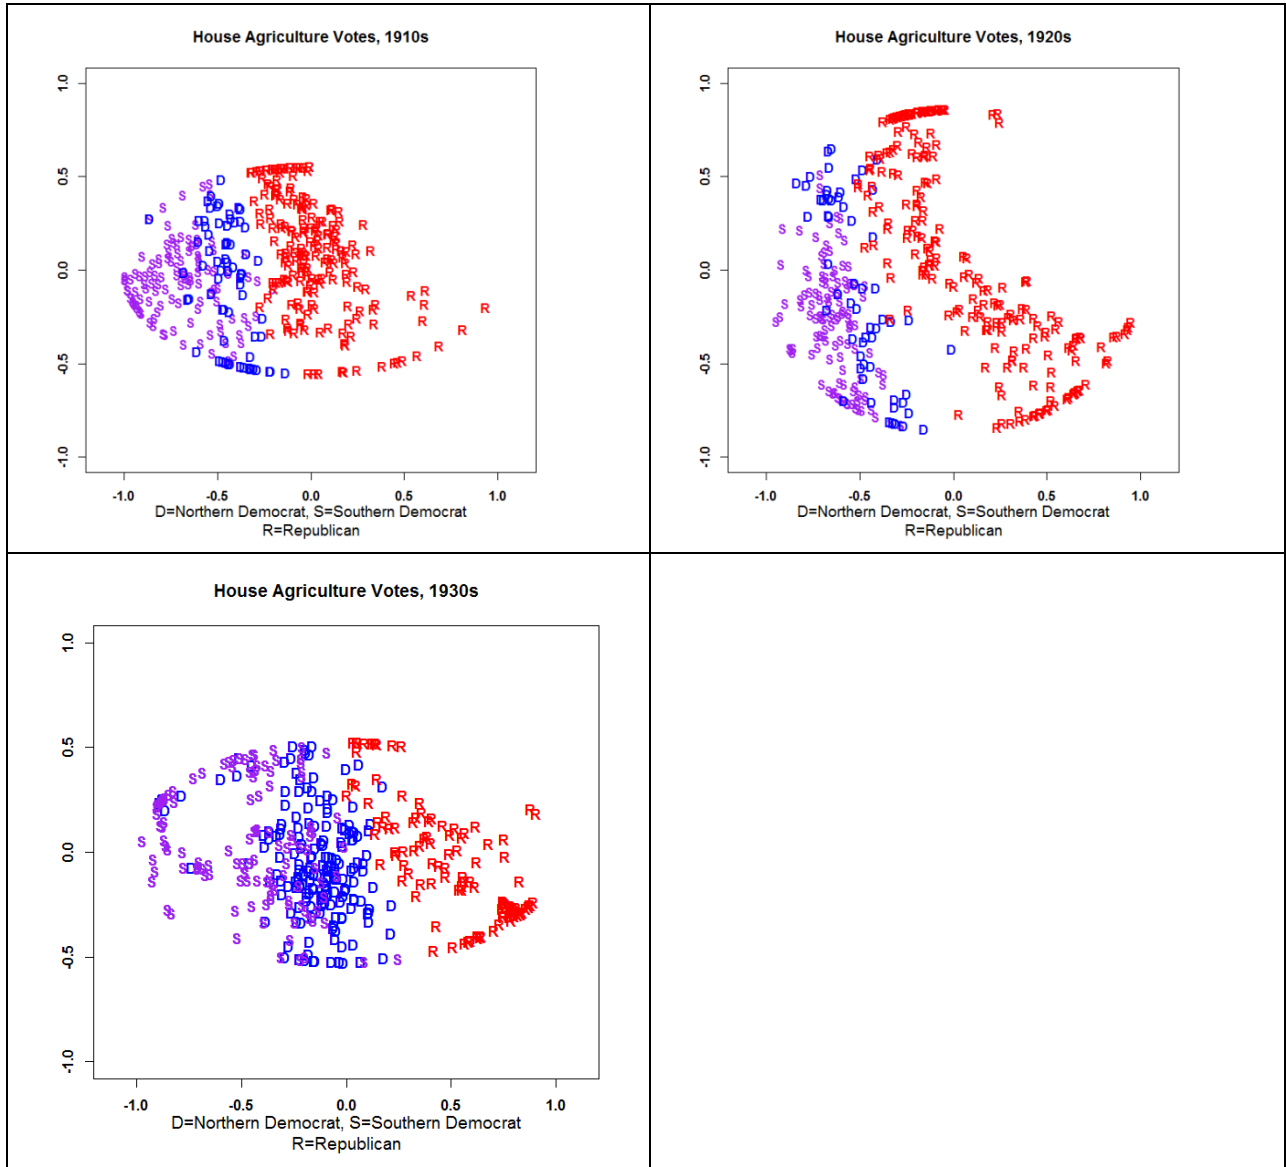 House Agriculture Votes, 1910s
1.0
0.5
0.0
-0.5
-1.0
-1.0 -0.5 0.0 0.5 1.0
D=Northern Democrat, S=Southern Democrat
R=Republican
House Agriculture Votes, 1920s
1.0
0.5
0.0
-0.5
-1.0
-1.0 -0.5 0.0 0.5 1.0
D=Northern Democrat, S=Southern Democrat
R=Republican
House Agriculture Votes, 1930s
1.0
0.5
0.0
-0.5
-1.0
-1.0 -0.5 0.0 0.5 1.0
D=Northern Democrat, S=Southern Democrat
R=Republican